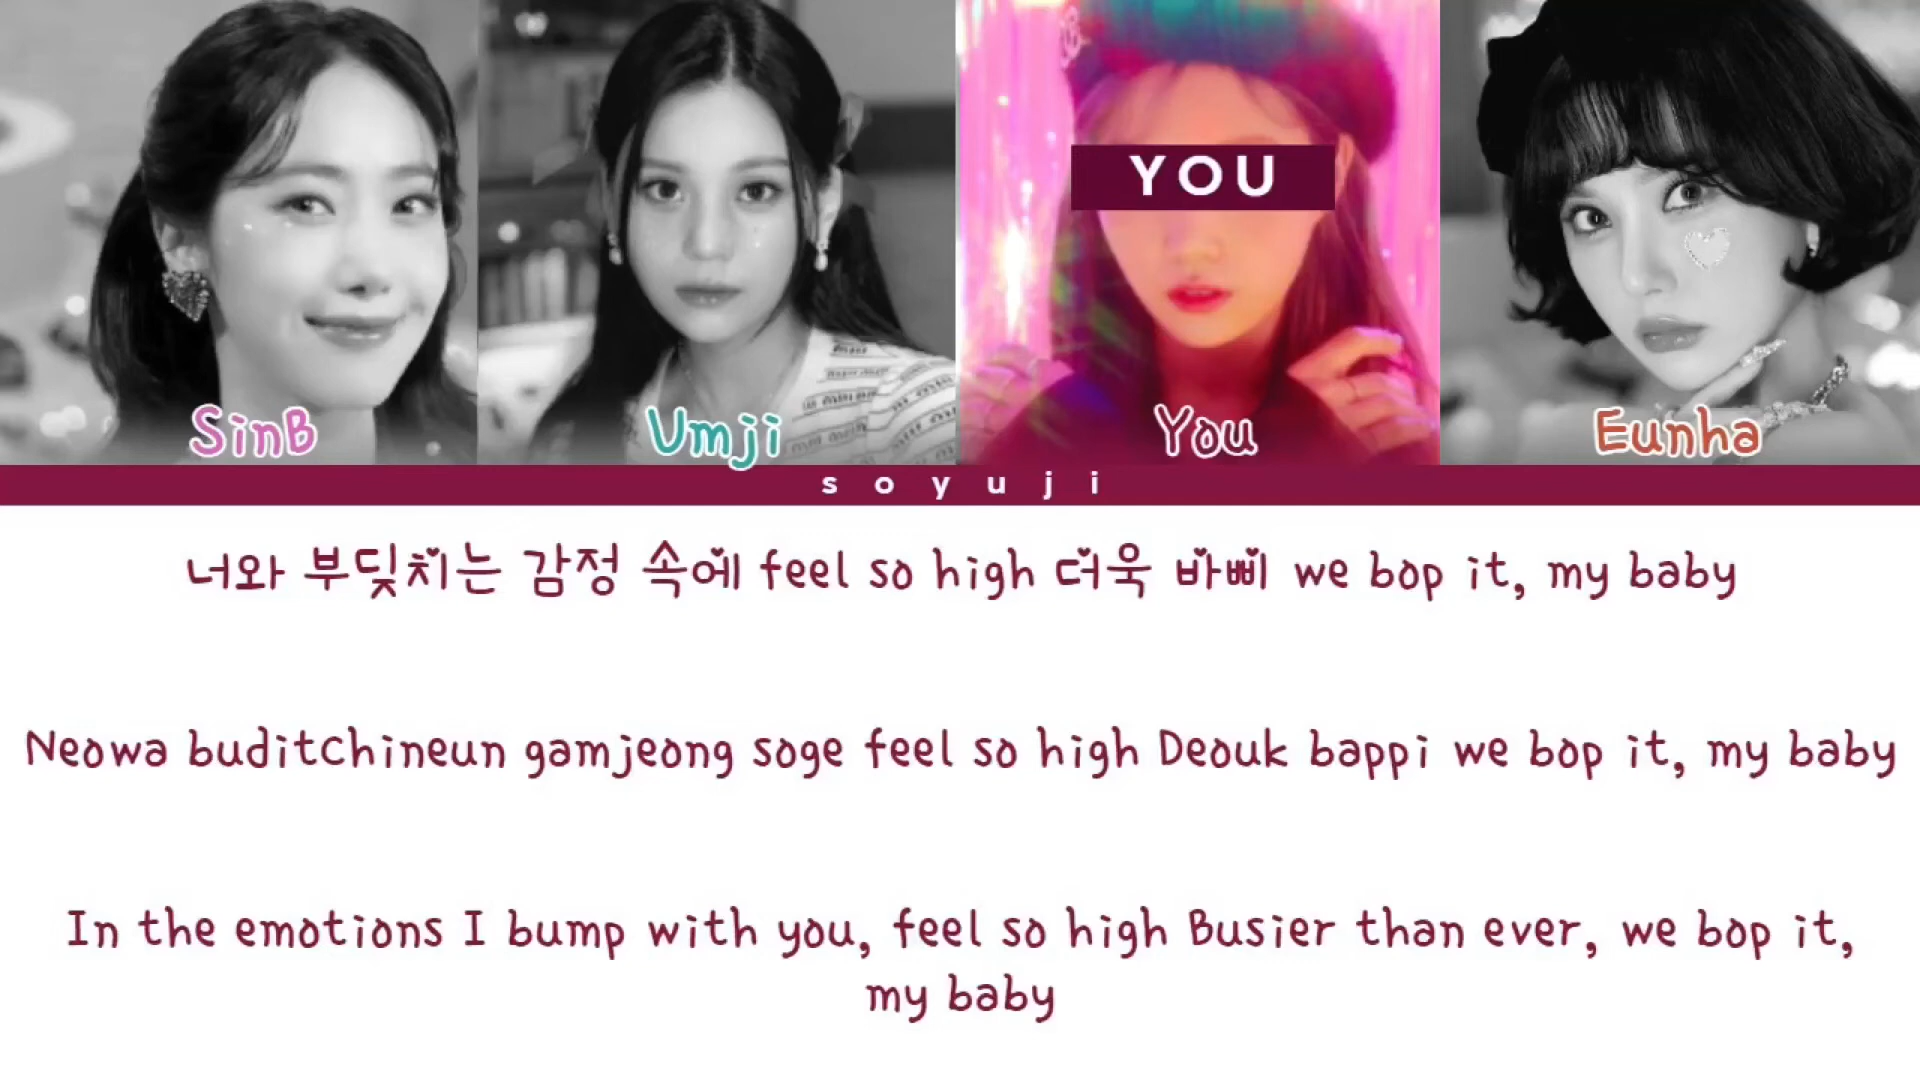 YOU
SinB
Umji
You
Eunha
soyuji
너와 부딪치는 감정 속에 feel so high 더욱 바삐 we bop it, my baby
Neowa buditchineun gamjeong soge feel so high Deouk bappi we bop it, my baby
In the emotions I bump with you, feel so high Busier than ever, we bop it,
my baby